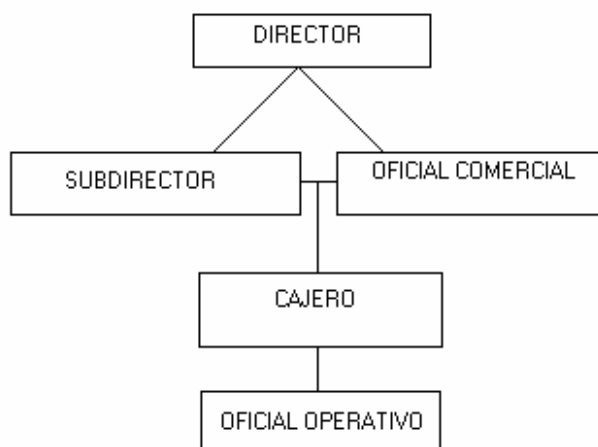 DIRECTOR
SUBDIRECTOR
OFICIAL COMERCIAL
CAJERO
OFICIAL OPERATIVO